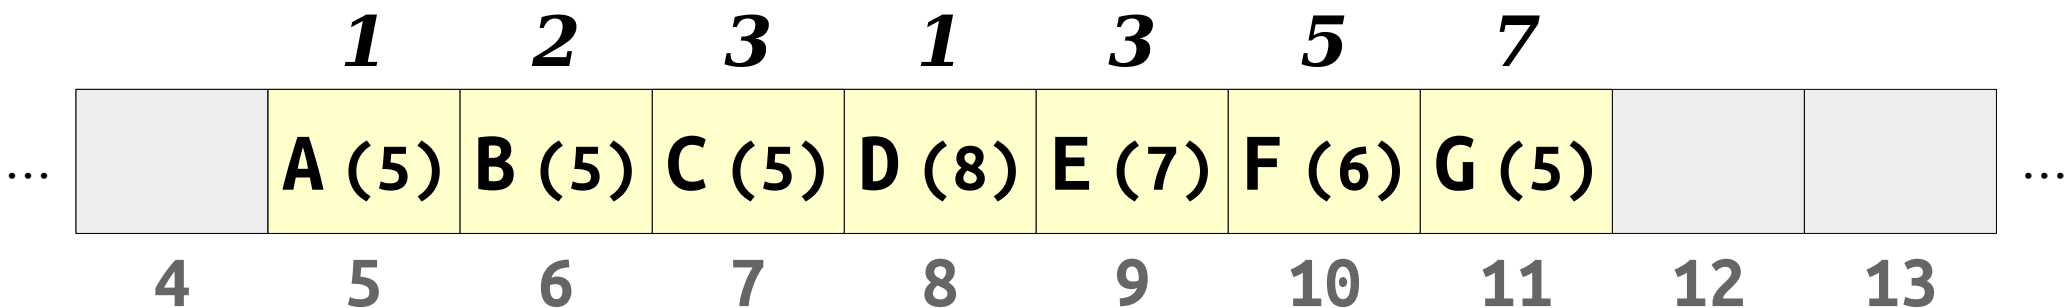 1 2 3 1 3 5 7
... A (5) B (5) C (5) D (8) E (7) F (6) G (5) ...
4 5 6 7 8 9 10 11 12 13